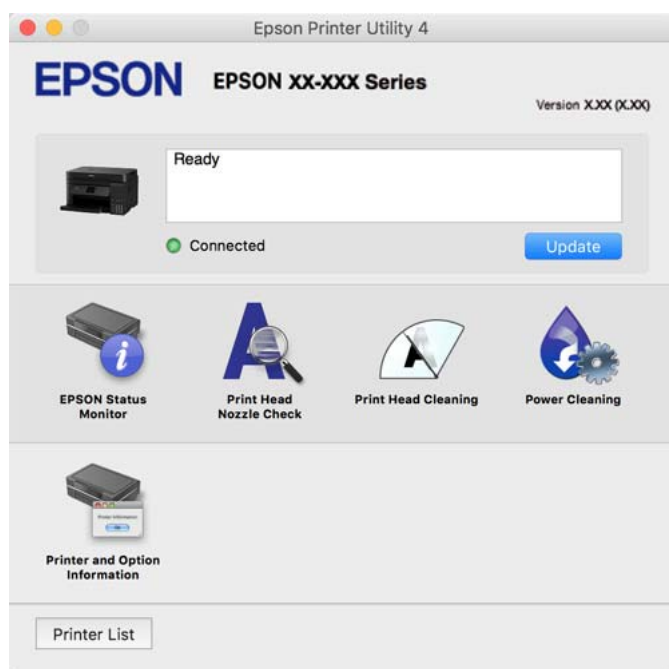 Epson Printer Utility 4
EPSON EPSON XX-XXX Series
Version X.XX (X.XX)
Ready
Connected
Update
EPSON Status
Monitor
Print Head
Nozzle Check
Print Head Cleaning
Power Cleaning
Printer and Option
Information
Printer List